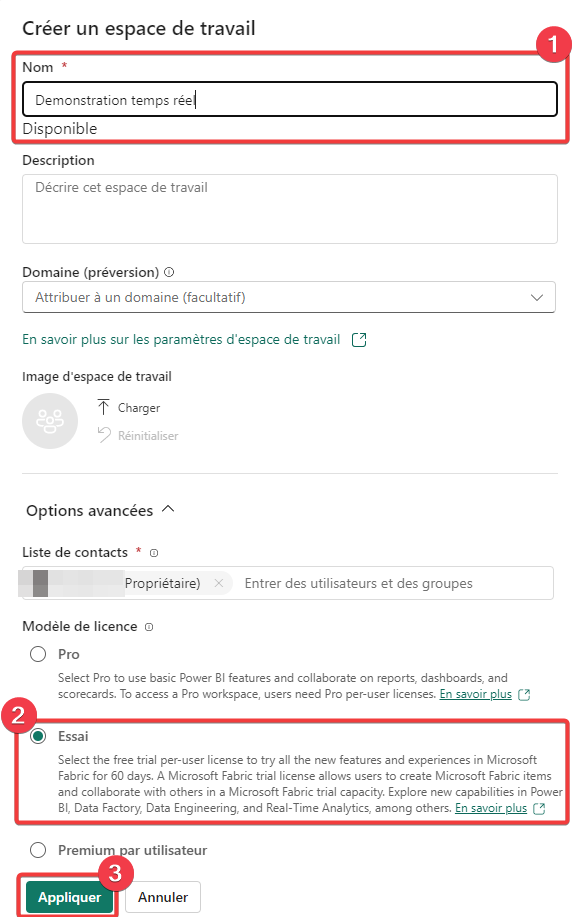 Créer un espace de travail
1
Nom *
Demonstration temps réel
Disponible
Description
Décrire cet espace de travail
Domaine (préversion)
Attribuer à un domaine (facultatif)
En savoir plus sur les paramètres d'espace de travail
Image d'espace de travail
Charger
Réinitialiser
Options avancées
Liste de contacts *
Propriétaire) Entrer des utilisateurs et des groupes
Modèle de licence
Pro
Select Pro to use basic Power BI features and collaborate on reports, dashboards, and
scorecards. To access a Pro workspace, users need Pro per-user licenses. En savoir plus
2
Essai
Select the free trial per-user license to try all the new features and experiences in Microsoft
Fabric for 60 days. A Microsoft Fabric trial license allows users to create Microsoft Fabric items
and collaborate with others in a Microsoft Fabric trial capacity. Explore new capabilities in Power
BI, Data Factory, Data Engineering, and Real-Time Analytics, among others. En savoir plus
Premium par utilisateur
3
Appliquer Annuler